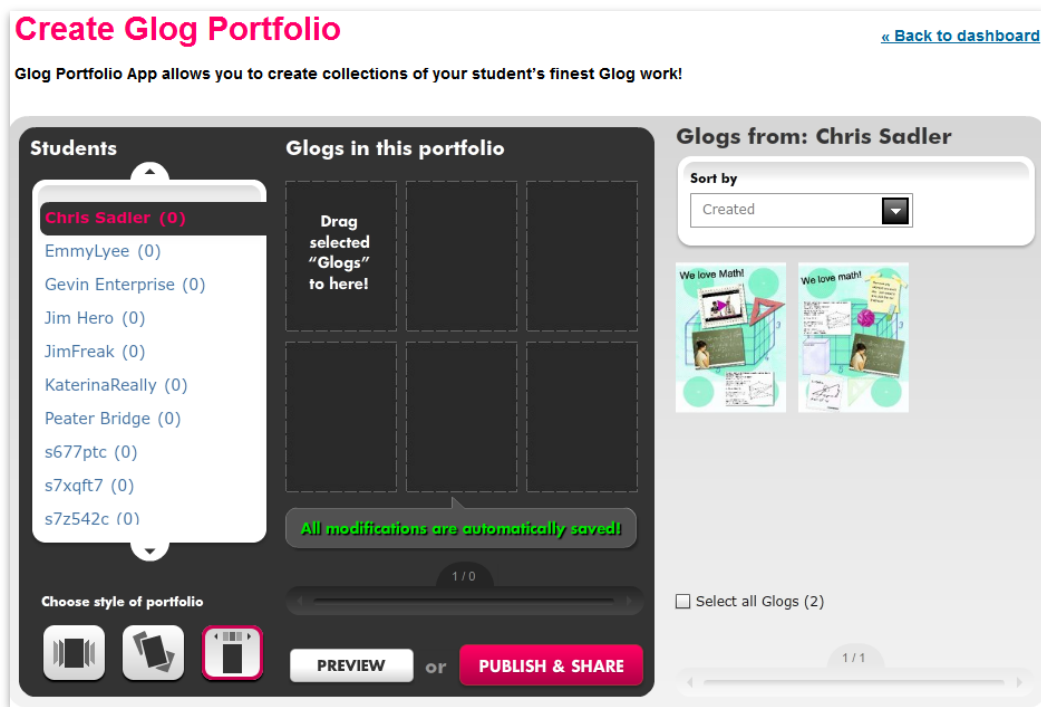 Create Glog Portfolio
« Back to dashboard
Glog Portfolio App allows you to create collections of your student's finest Glog work!
Students
Chris Sadler (0)
EmmyLyee (0)
Gevin Enterprise (0)
Jim Hero (0)
JimFreak (0)
KaterinaReally (0)
Peater Bridge (0)
s677ptc (0)
s7xqft7 (0)
s7z542c (0)
Choose style of portfolio
Glogs in this portfolio
Drag
selected
“Glogs”
to here!
All modifications are automatically saved!
1/0
PREVIEW
or
PUBLISH & SHARE
Glogs from: Chris Sadler
Sort by
Created
We love Math!
We love math!
3
3
Select all Glogs (2)
1/1